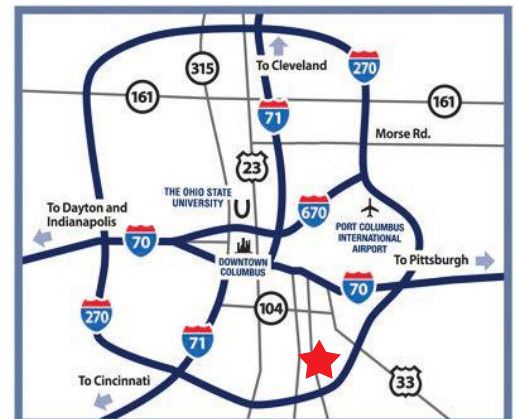 315
To Cleveland
270
161
71
161
Morse Rd.
23
THE OHIO STATE
UNIVERSITY
To Dayton and
Indianapolis
670
PORT COLUMBUS
INTERNATIONAL
AIRPORT
70
DOWNTOWN
COLUMBUS
To Pittsburgh
70
104
270
71
33
To Cincinnati